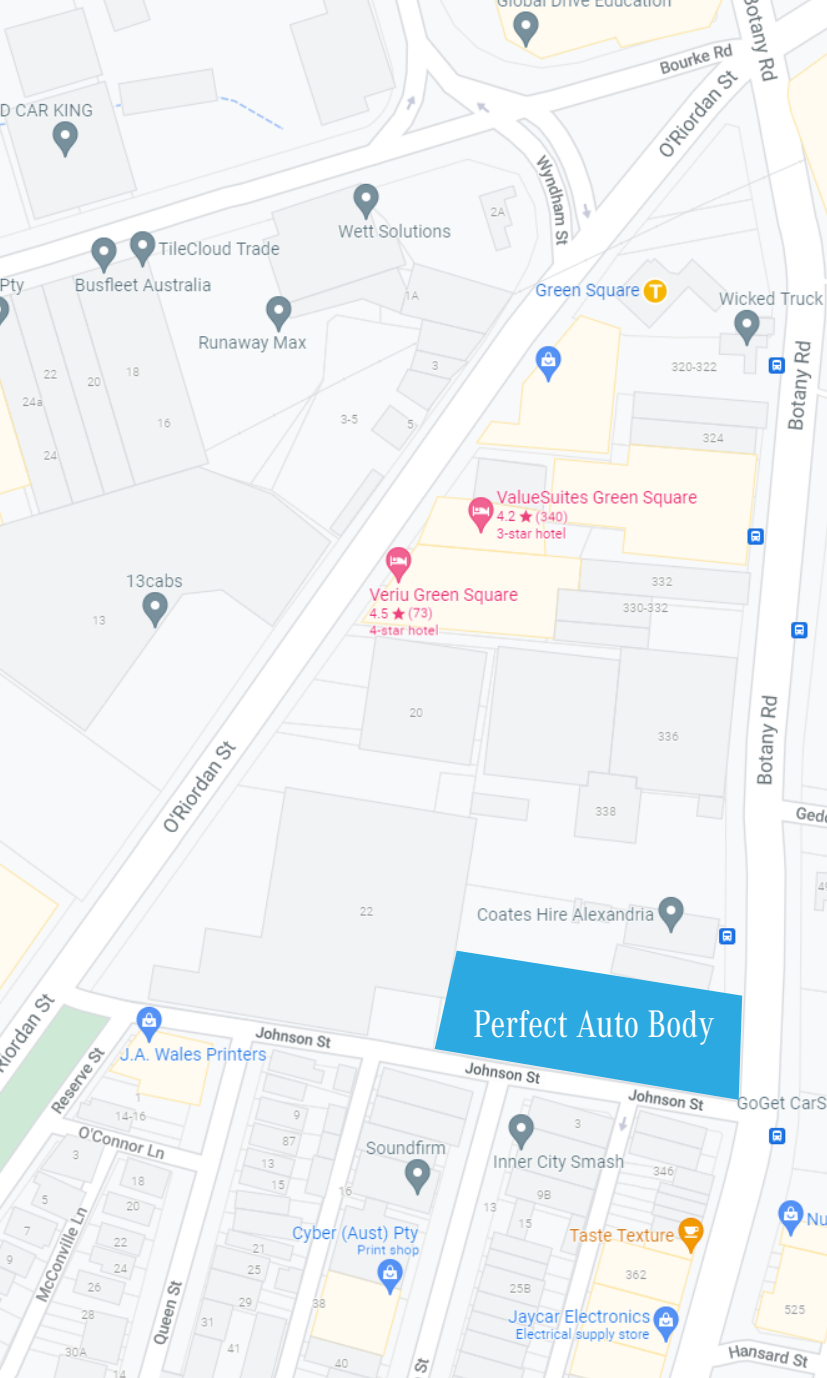 Global Drive Education
Botany Rd
Bourke Rd
O'Riordan St
D CAR KING
Wyndham St
2A
Wett Solutions
TileCloud Trade
Busfleet Australia
Pty
Green Square
T
Wicked Truck
1A
Runaway Max
3
320-322
Botany Rd
22
20
18
24a
16
3-5
5
324
24
ValueSuites Green Square
4.2 ★ (340)
3-star hotel
13cabs
13
Veriu Green Square
4.5 ★ (73)
4-star hotel
332
330-332
20
336
Botany Rd
O'Riordan St
338
Gedd
22
Coates Hire Alexandria
Perfect Auto Body
Riordan St
Johnson St
J.A. Wales Printers
Johnson St
Johnson St
GoGet CarS
Reserve St
1
14-16
O'Connor Ln
9
87
13
15
Soundfirm
16
3
Inner City Smash
346
3
18
5
20
7
22
9
24
26
28
30A
McConville Ln
Queen St
9B
13
15
Cyber (Aust) Pty
Print shop
Taste Texture
Nu
21
25
29
31
41
38
40
14
25B
362
Jaycar Electronics
Electrical supply store
525
Hansard St
St